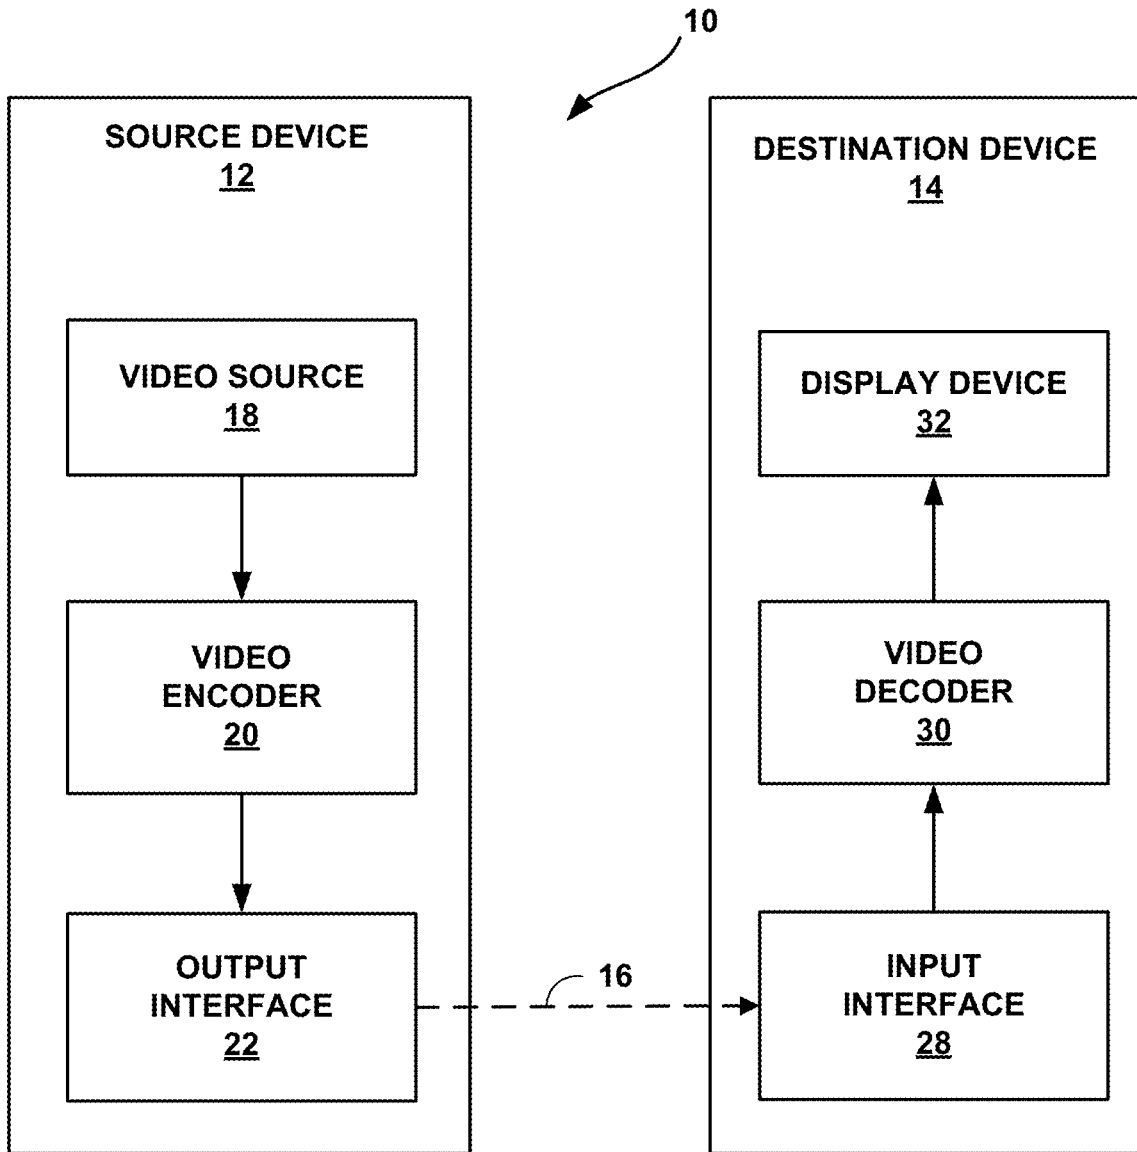 10
SOURCE DEVICE
12
VIDEO SOURCE
18
VIDEO
ENCODER
20
OUTPUT
INTERFACE
22
16
DESTINATION DEVICE
14
DISPLAY DEVICE
32
VIDEO
DECODER
30
INPUT
INTERFACE
28